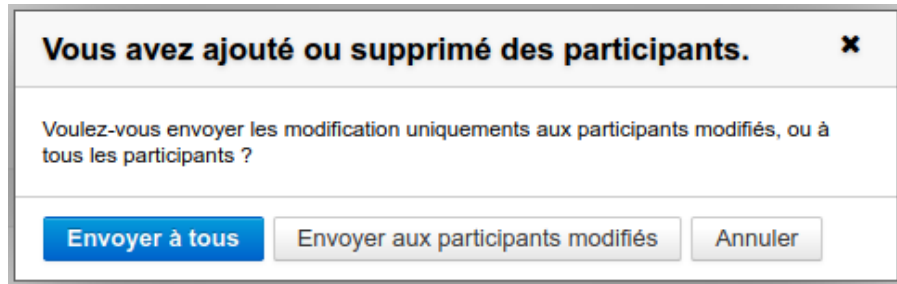 Vous avez ajouté ou supprimé des participants.
Voulez-vous envoyer les modification uniquements aux participants modifiés, ou à
tous les participants ?
Envoyer à tous
Envoyer aux participants modifiés
Annuler